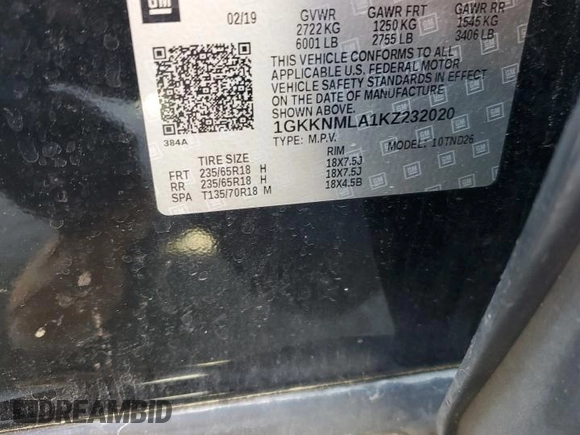 GM
02/19
GVWR
2722 KG
6001 LB
GAWR FRT
1250 KG
2755 LB
GAWR RR
1545 KG
3406 LB
THIS VEHICLE CONFORMS TO ALL
APPLICABLE U.S. FEDERAL MOTOR
VEHICLE SAFETY STANDARDS IN EFFECT
ON THE DATE OF MANUFACTURE SHOWN ABOVE.
1GKKNMLA1KZ232020
TYPE: M.P.V. MODEL: 10TND26
384A
TIRE SIZE RIM
FRT 235/65R18 H 18X7.5J
RR 235/65R18 H 18X7.5J
SPA T135/70R18 M 18X4.5B
DREAMBID